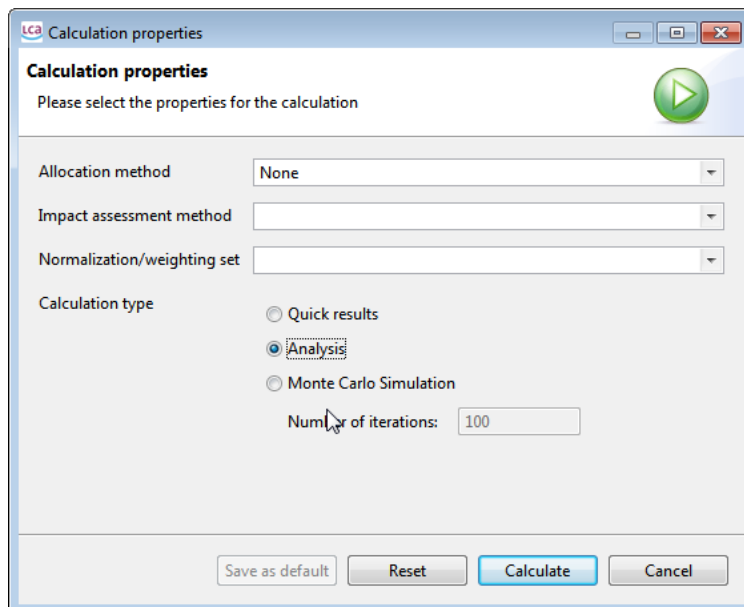 LCa Calculation properties
Calculation properties
Please select the properties for the calculation
Allocation method None
Impact assessment method
Normalization/weighting set
Calculation type
Quick results
Analysis
Monte Carlo Simulation
Number of iterations: 100
Save as default Reset Calculate Cancel